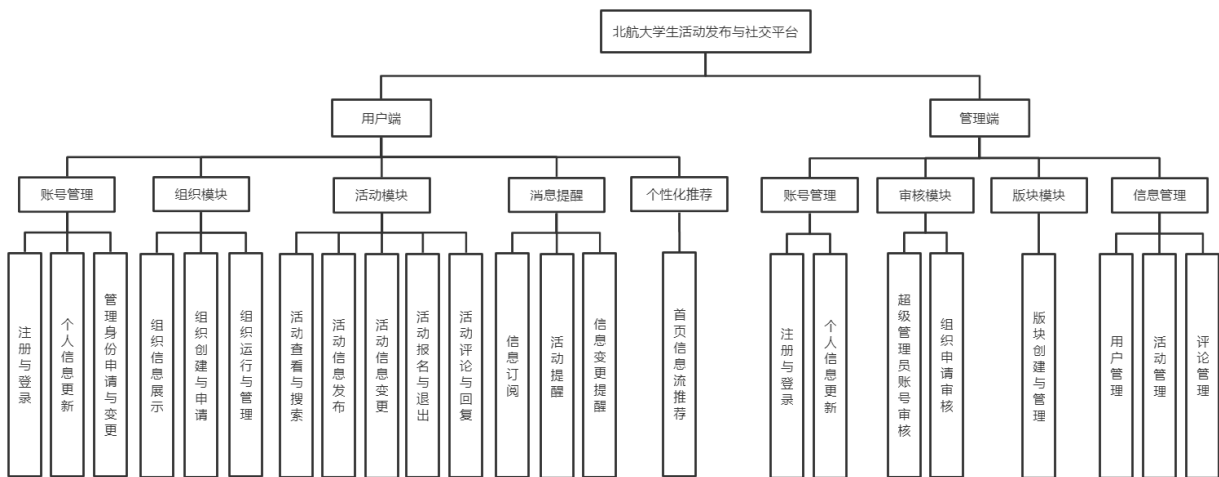 北航大学生活动发布与社交平台
用户端
管理端
账号管理
组织模块
活动模块
消息提醒
个性化推荐
账号管理
审核模块
版块模块
信息管理
注册与登录
个人信息更新
管理身份申请与变更
组织信息展示
组织创建与申请
组织运行与管理
活动查看与搜索
活动信息发布
活动信息变更
活动报名与退出
活动评论与回复
信息订阅
活动提醒
信息变更提醒
首页信息流推荐
注册与登录
个人信息更新
超级管理员账号审核
组织申请审核
版块创建与管理
用户管理
活动管理
评论管理